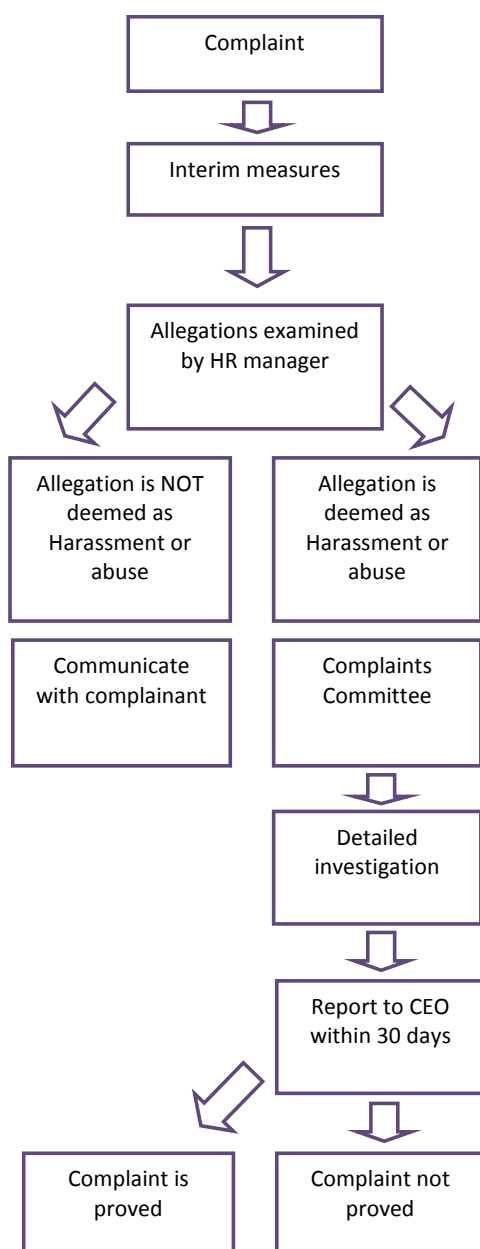 Complaint
Interim measures
Allegations examined
by HR manager
Allegation is NOT
deemed as
Harassment or
abuse
Allegation is
deemed as
Harassment or
abuse
Communicate
with complainant
Complaints
Committee
Detailed
investigation
Report to CEO
within 30 days
Complaint is
proved
Complaint not
proved